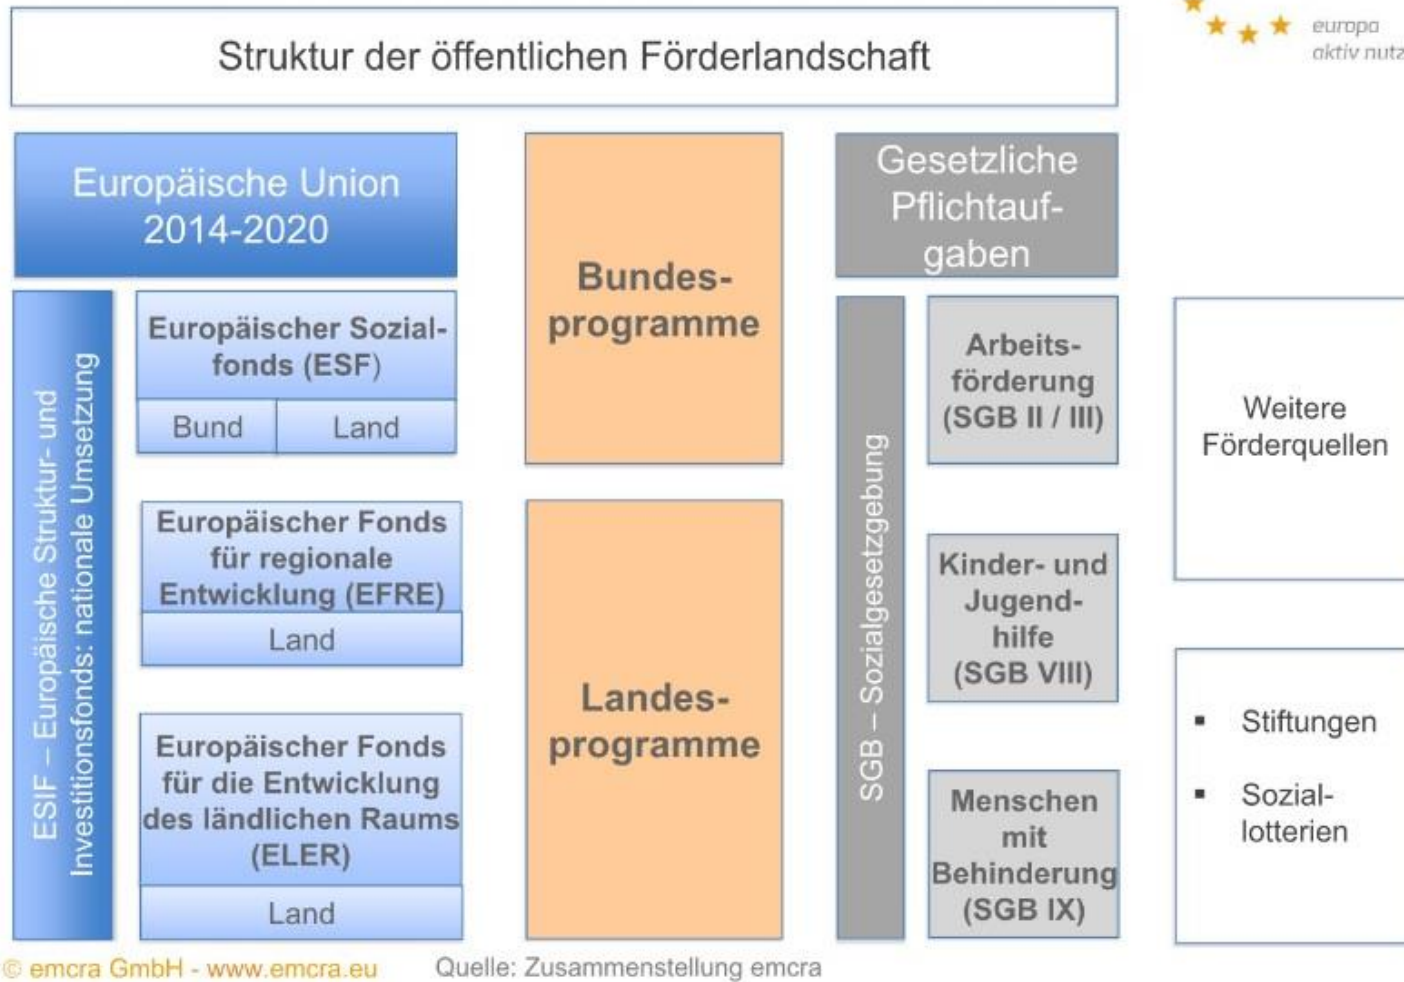 Struktur der öffentlichen Förderlandschaft
europa
aktiv
Europäische Union
2014-2020
ESIF – Europäische Struktur- und
Investitionsfonds: nationale Umsetzung
Europäischer Sozial-
fonds (ESF)
Bund
Land
Europäischer Fonds
für regionale
Entwicklung (EFRE)
Land
Europäischer Fonds
für die Entwicklung
des ländlichen Raums
(ELER)
Land
Bundes-
programme
Landes-
programme
Gesetzliche
Pflichtauf-
gaben
SGB – Sozialgesetzgebung
Arbeits-
förderung
(SGB II / III)
Kinder- und
Jugend-
hilfe
(SGB VIII)
Menschen
mit
Behinderung
(SGB IX)
Weitere
Förderquellen
▪ Stiftungen
▪ Sozial-
lotterien
© emcra GmbH - www.emcra.eu
Quelle: Zusammenstellung emcra